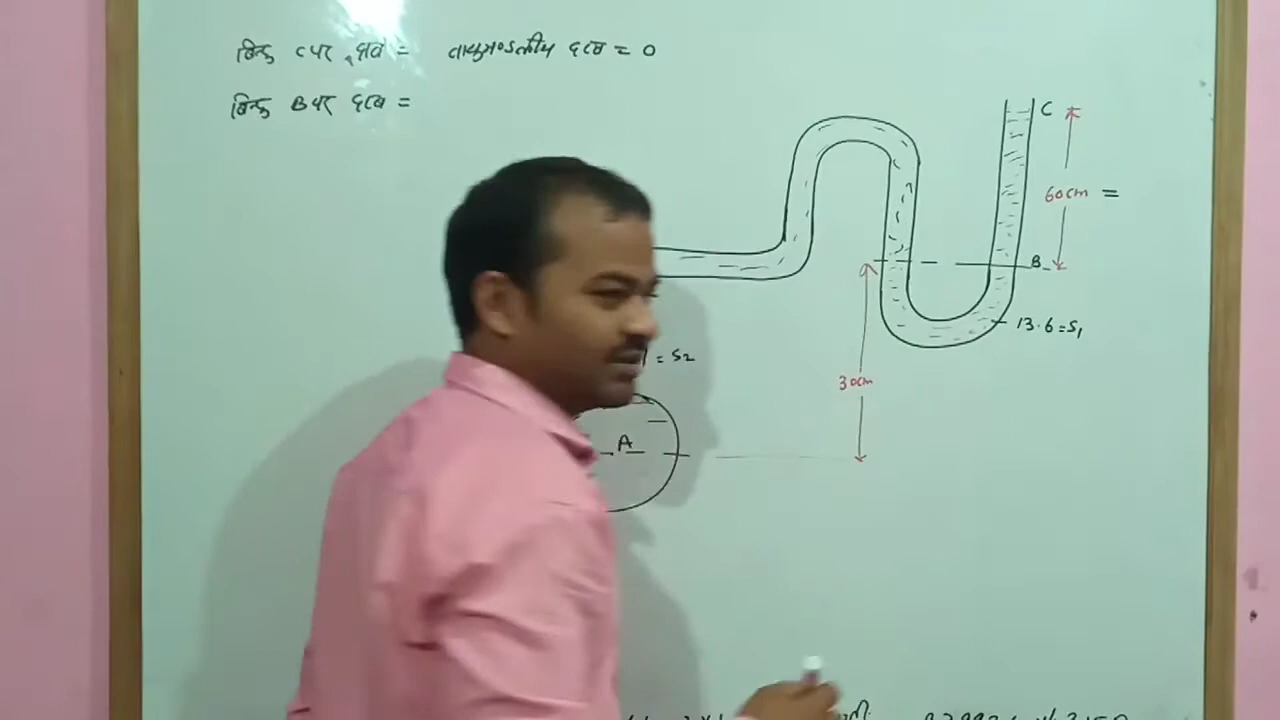 बिन्दु C पर दाब = वायुमण्डलीय दाब = 0
बिन्दु B पर दाब =
C
60cm =
B
13.6 = S1
= S2
30cm
A